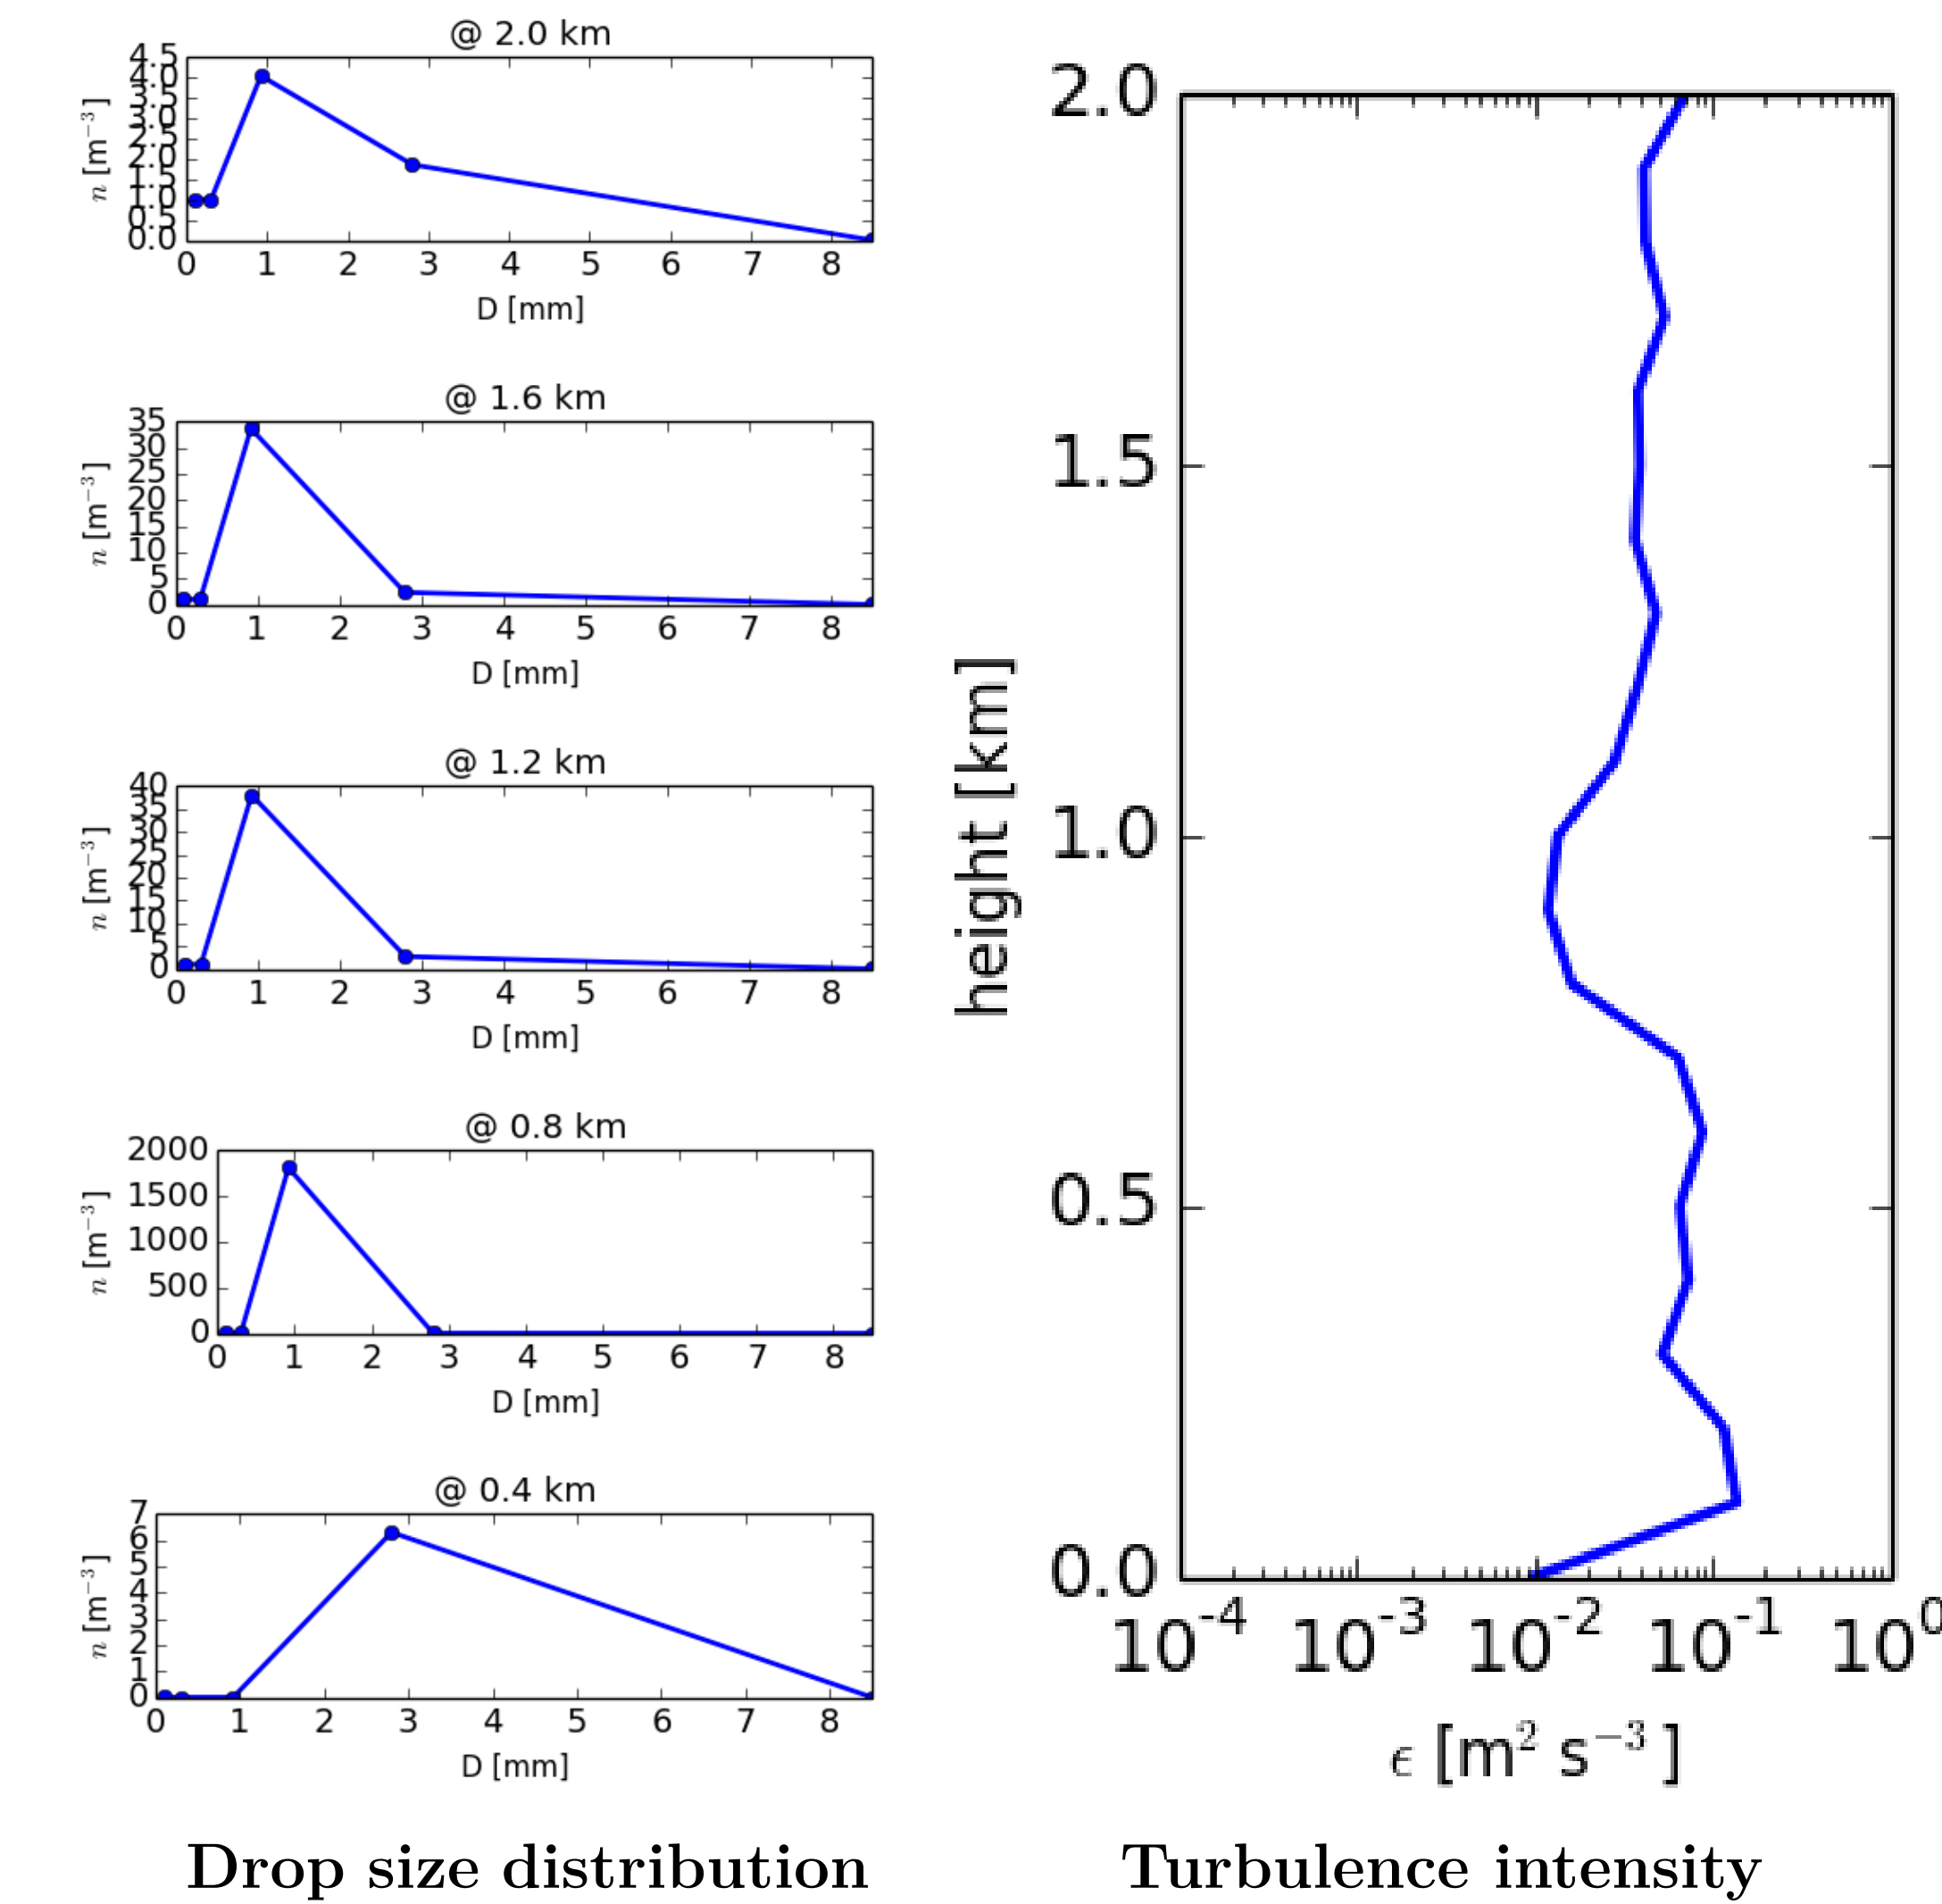 @ 2.0 km
4.5
4.0
3.5
3.0
2.5
2.0
1.5
1.0
0.5
0.0
n [m⁻³]
0 1 2 3 4 5 6 7 8
D [mm]
@ 1.6 km
35
30
25
20
15
10
5
0
n [m⁻³]
0 1 2 3 4 5 6 7 8
D [mm]
@ 1.2 km
40
35
30
25
20
15
10
5
0
n [m⁻³]
0 1 2 3 4 5 6 7 8
D [mm]
@ 0.8 km
2000
1500
1000
500
0
n [m⁻³]
0 1 2 3 4 5 6 7 8
D [mm]
@ 0.4 km
7
6
5
4
3
2
1
0
n [m⁻³]
0 1 2 3 4 5 6 7 8
D [mm]
Drop size distribution
2.0
1.5
1.0
0.5
0.0
height [km]
10⁻⁴ 10⁻³ 10⁻² 10⁻¹ 10⁰
ϵ [m² s⁻³ ]
Turbulence intensity